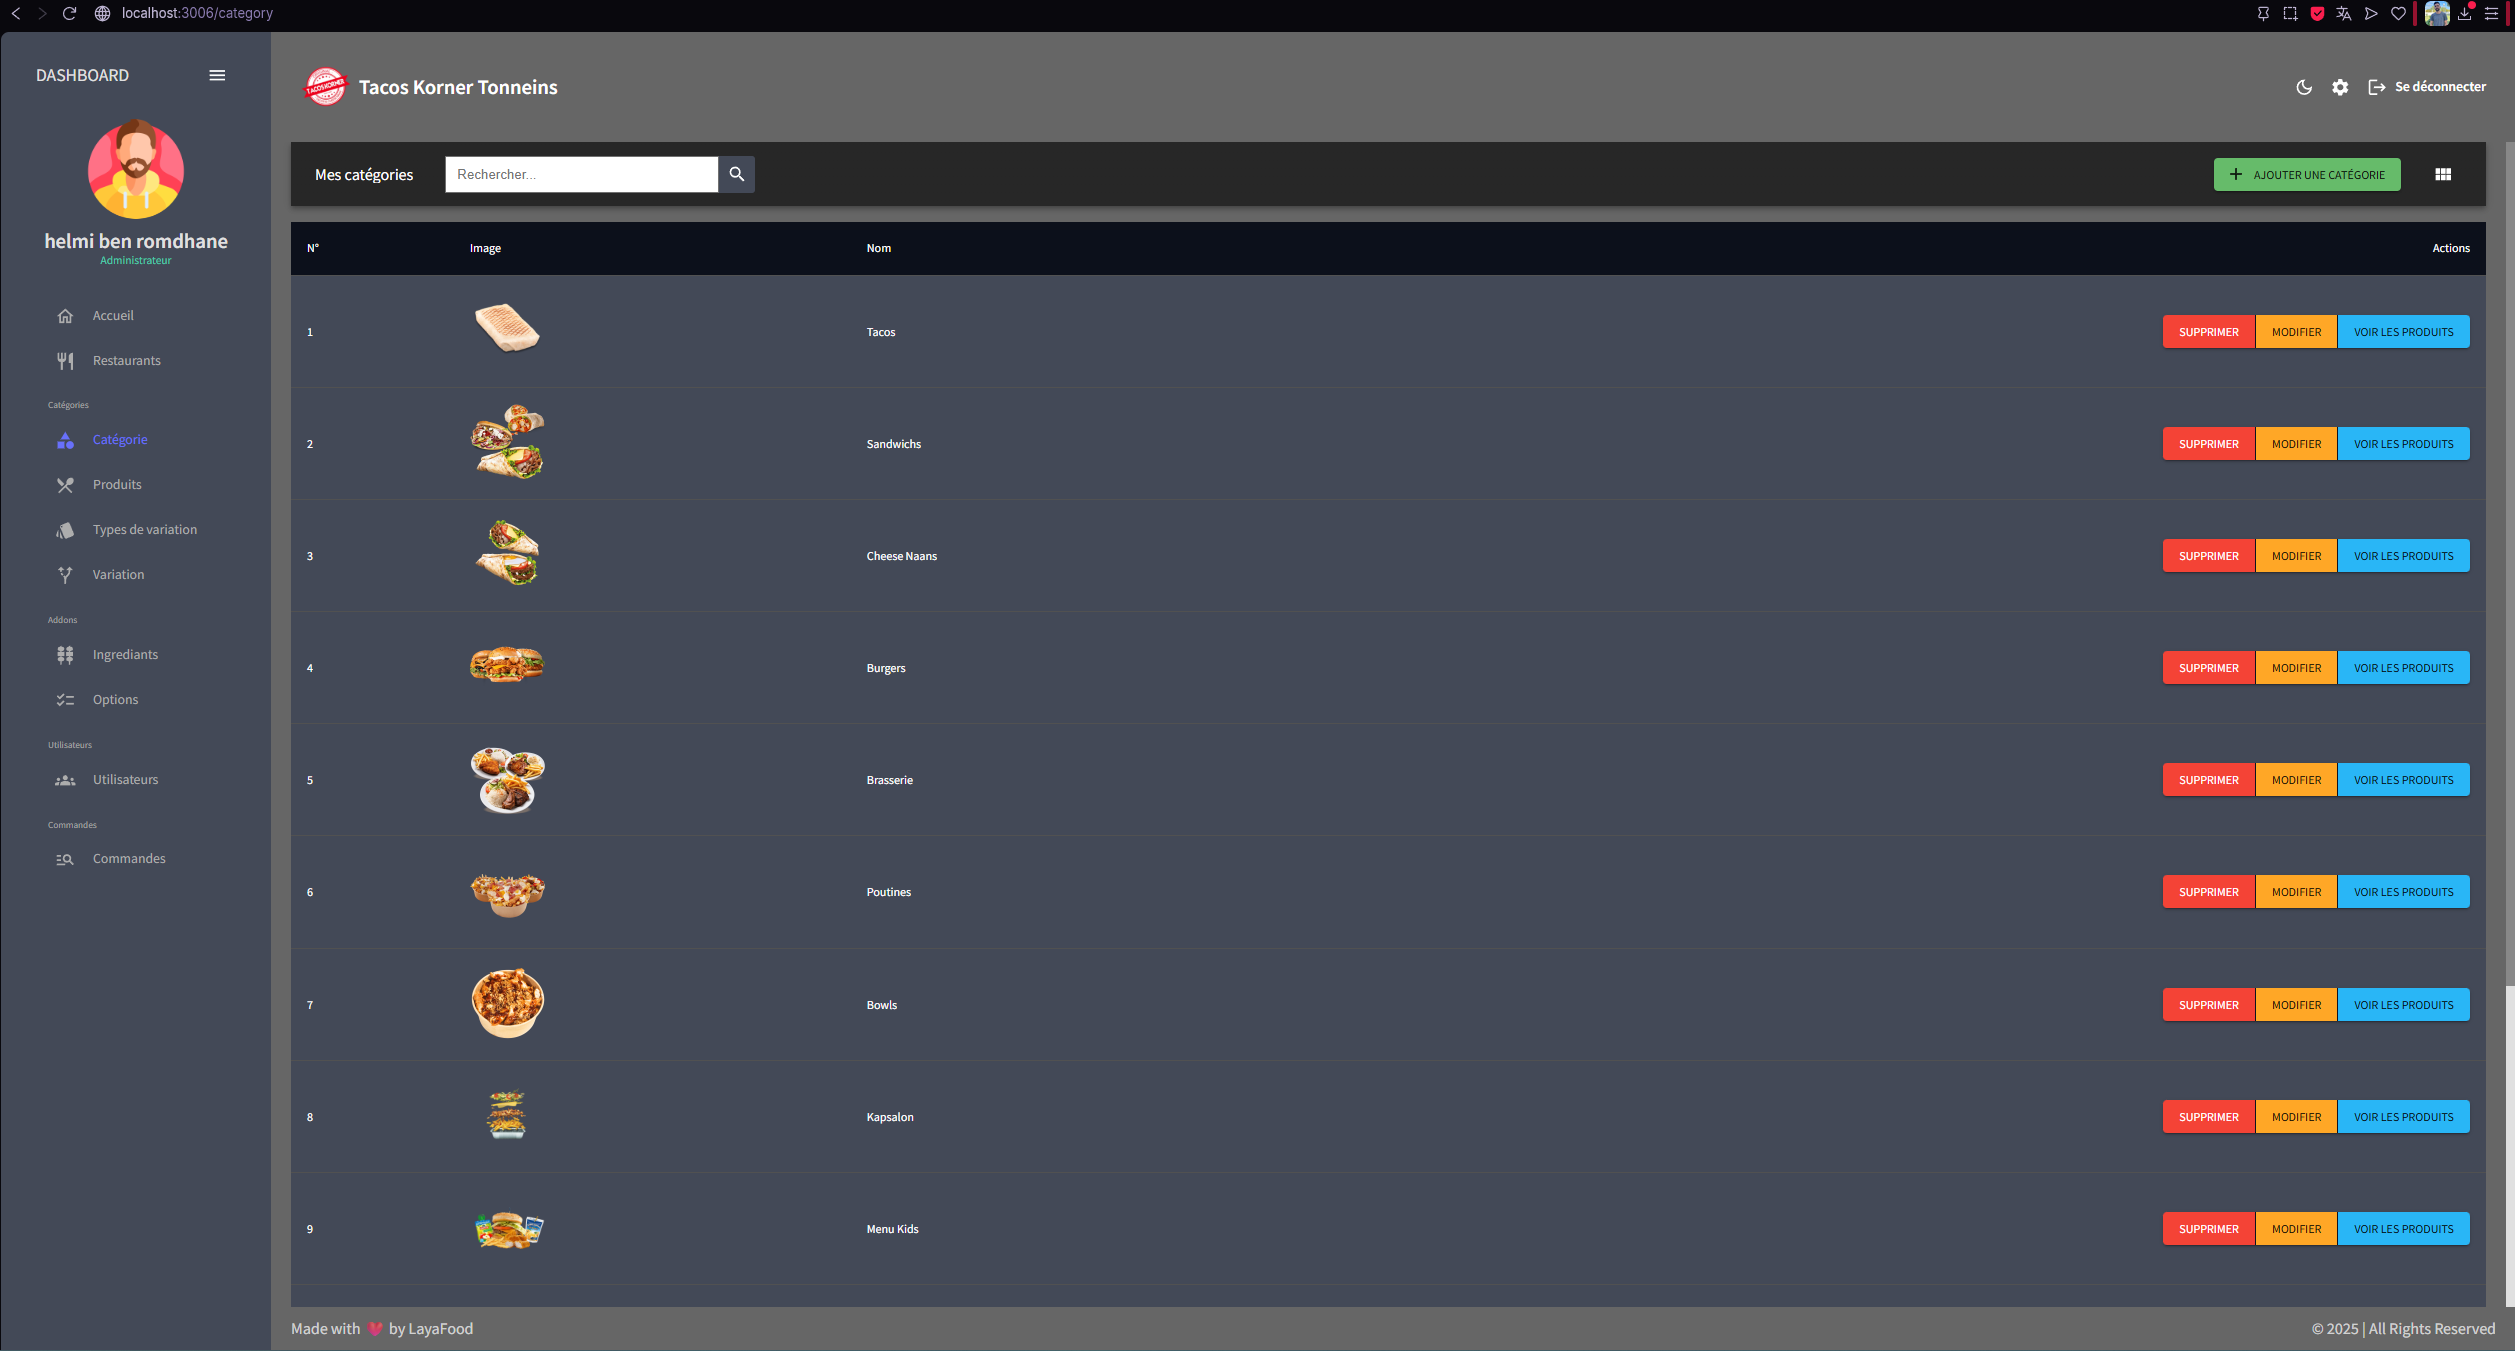 localhost:3006/category
DASHBOARD
helmi ben romdhane
Administrateur
Accueil
Restaurants
Catégories
Catégorie
Produits
Types de variation
Variation
Addons
Ingrediants
Options
Utilisateurs
Utilisateurs
Commandes
Commandes
TACOSKORNER
Tacos Korner Tonneins
Se déconnecter
Mes catégories
Rechercher...
AJOUTER UNE CATÉGORIE
N° Image Nom Actions
1 Tacos SUPPRIMER MODIFIER VOIR LES PRODUITS
2 Sandwichs SUPPRIMER MODIFIER VOIR LES PRODUITS
3 Cheese Naans SUPPRIMER MODIFIER VOIR LES PRODUITS
4 Burgers SUPPRIMER MODIFIER VOIR LES PRODUITS
5 Brasserie SUPPRIMER MODIFIER VOIR LES PRODUITS
6 Poutines SUPPRIMER MODIFIER VOIR LES PRODUITS
7 Bowls SUPPRIMER MODIFIER VOIR LES PRODUITS
8 Kapsalon SUPPRIMER MODIFIER VOIR LES PRODUITS
9 Menu Kids SUPPRIMER MODIFIER VOIR LES PRODUITS
Made with 💗 by LayaFood
© 2025 | All Rights Reserved